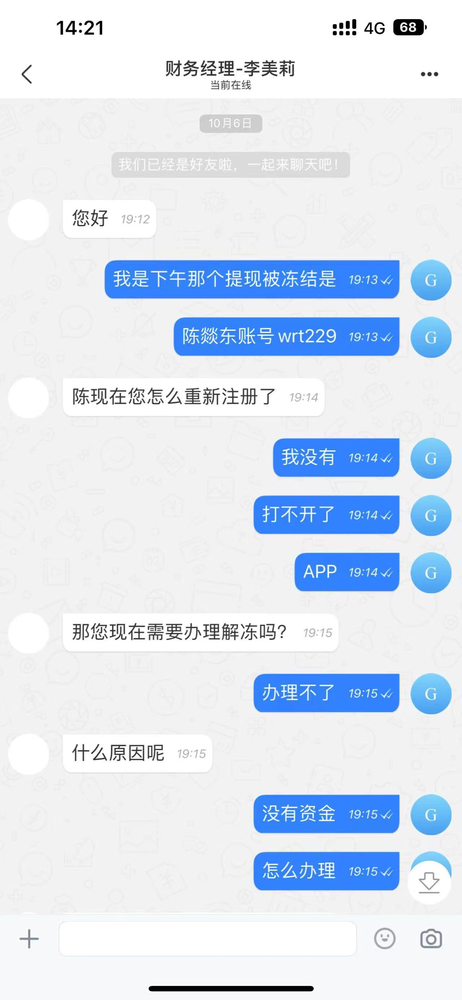 14:21
4G 68
财务经理-李美莉
当前在线
10月6日
我们已经是好友啦，一起来聊天吧！
您好 19:12
我是下午那个提现被冻结是 19:13
G
陈燚东账号wrt229 19:13
G
陈现在您怎么重新注册了 19:14
我没有 19:14
G
打不开了 19:14
G
APP 19:14
G
那您现在需要办理解冻吗? 19:15
办理不了 19:15
G
什么原因呢 19:15
没有资金 19:15
G
怎么办理 19:15